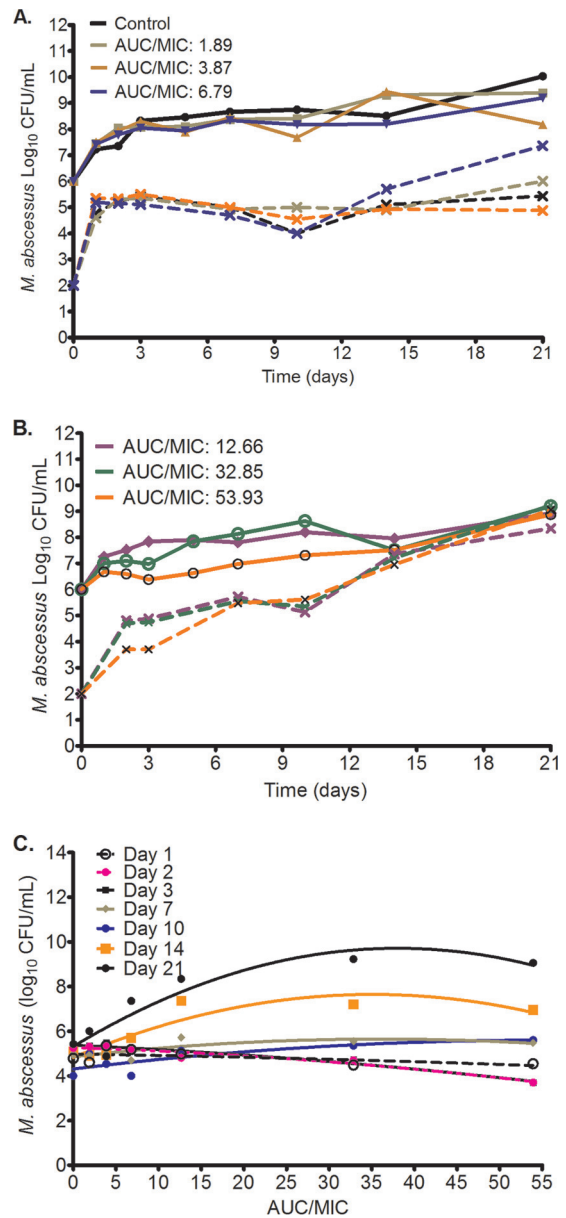 A.
Control
AUC/MIC: 1.89
AUC/MIC: 3.87
AUC/MIC: 6.79
M. abscessus Log10 CFU/mL
12
11
10
9
8
7
6
5
4
3
2
1
0
0 3 6 9 12 15 18 21
Time (days)
B.
AUC/MIC: 12.66
AUC/MIC: 32.85
AUC/MIC: 53.93
M. abscessus Log10 CFU/mL
12
11
10
9
8
7
6
5
4
3
2
1
0
0 3 6 9 12 15 18 21
Time (days)
C.
Day 1
Day 2
Day 3
Day 7
Day 10
Day 14
Day 21
M. abscessus (log10 CFU/mL)
14
12
10
8
6
4
2
0
0 5 10 15 20 25 30 35 40 45 50 55
AUC/MIC